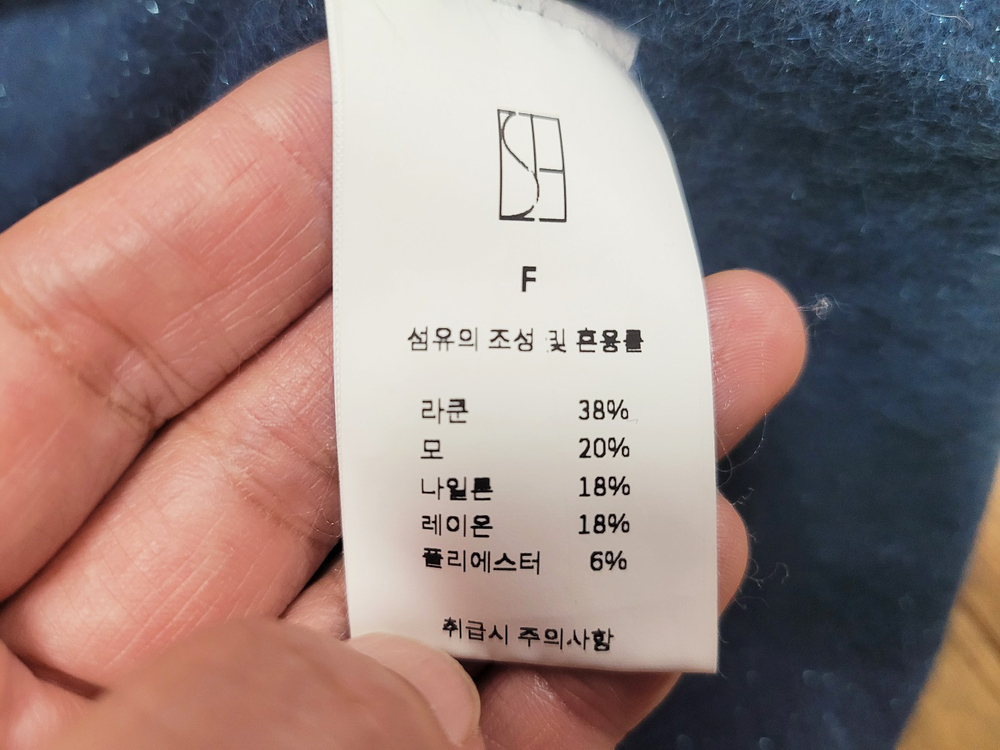 F
섬유의 조성 및 혼용률
라쿤 38%
모 20%
나일론 18%
레이온 18%
폴리에스터 6%
취급시 주의사항